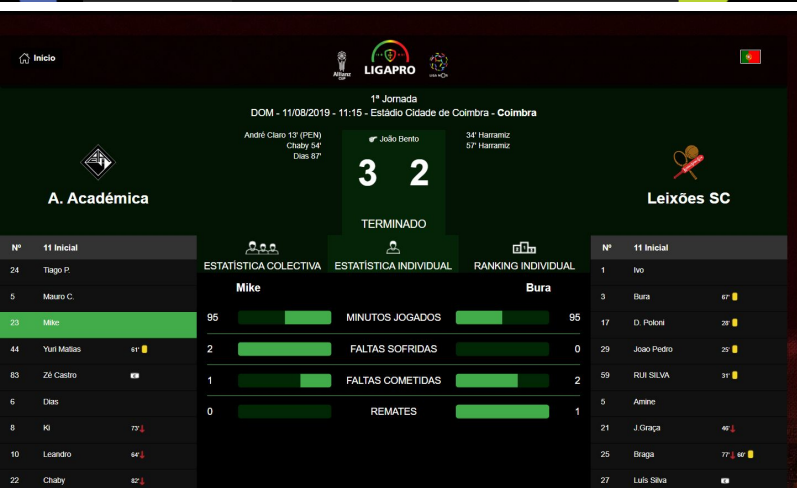 Início
Allianz
CUP
LIGAPRO
1ª Jornada
DOM - 11/08/2019 - 11:15 - Estádio Cidade de Coimbra - Coimbra
André Claro 13' (PEN)
Chaby 54'
Dias 87'
João Bento
34' Harramiz
57' Harramiz
3 2
A. Académica
Leixões SC
TERMINADO
Nº 11 Inicial
24 Tiago P.
5 Mauro C.
23 Mike
44 Yuri Matias 61'
83 Zé Castro C
6 Dias
8 Ki 73'
10 Leandro 64'
22 Chaby 82'
ESTATÍSTICA COLECTIVA ESTATÍSTICA INDIVIDUAL RANKING INDIVIDUAL
Mike Bura
95 MINUTOS JOGADOS 95
2 FALTAS SOFRIDAS 0
1 FALTAS COMETIDAS 2
0 REMATES 1
Nº 11 Inicial
1 Ivo
3 Bura 67'
17 D. Poloni 28'
29 Joao Pedro 25'
59 RUI SILVA 31'
5 Amine
21 J.Graça 46'
25 Braga 77' 60'
27 Luís Silva C